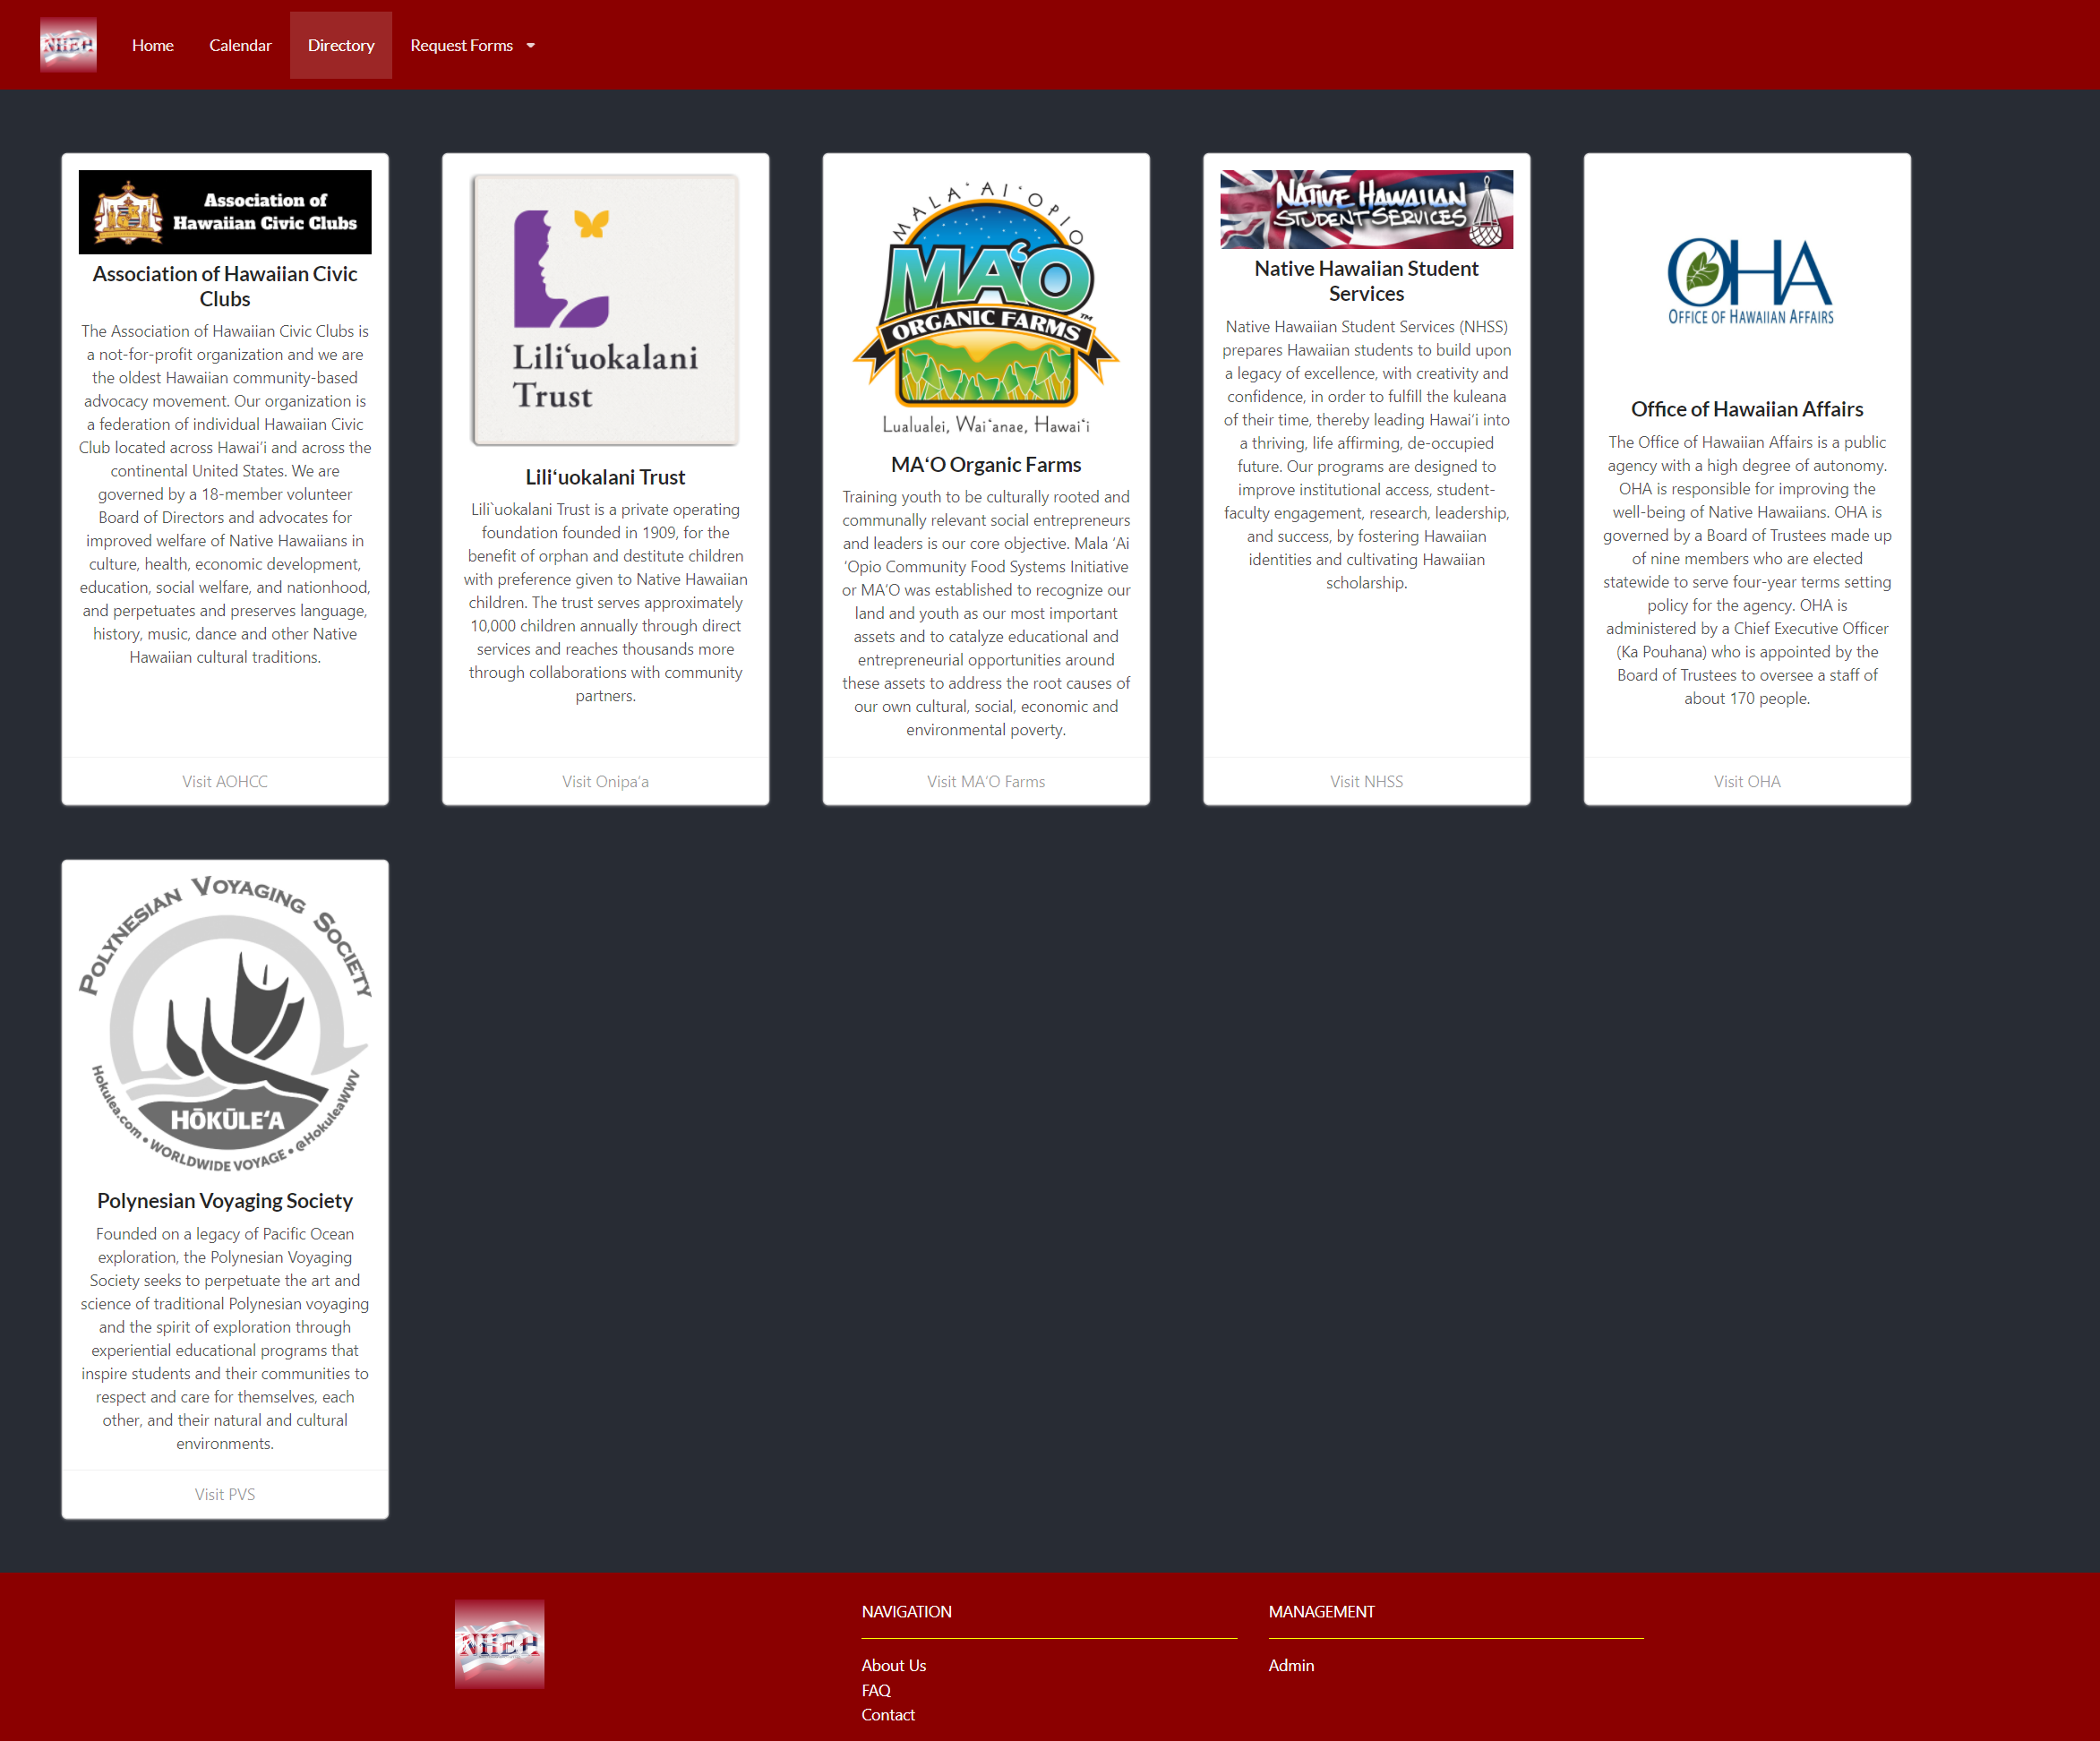 NHEC
Home
Calendar
Directory
Request Forms
Association of
Hawaiian Civic Clubs
Association of Hawaiian Civic
Clubs
The Association of Hawaiian Civic Clubs is
a not-for-profit organization and we are
the oldest Hawaiian community-based
advocacy movement. Our organization is
a federation of individual Hawaiian Civic
Club located across Hawai‘i and across the
continental United States. We are
governed by a 18-member volunteer
Board of Directors and advocates for
improved welfare of Native Hawaiians in
culture, health, economic development,
education, social welfare, and nationhood,
and perpetuates and preserves language,
history, music, dance and other Native
Hawaiian cultural traditions.
Visit AOHCC
Lili‘uokalani
Trust
Lili‘uokalani Trust
Lili`uokalani Trust is a private operating
foundation founded in 1909, for the
benefit of orphan and destitute children
with preference given to Native Hawaiian
children. The trust serves approximately
10,000 children annually through direct
services and reaches thousands more
through collaborations with community
partners.
Visit Onipa‘a
MALA ‘AI ‘OPIO
MA‘O
ORGANIC FARMS™
Lualualei, Wai‘anae, Hawai‘i
MA‘O Organic Farms
Training youth to be culturally rooted and
communally relevant social entrepreneurs
and leaders is our core objective. Mala ‘Ai
‘Opio Community Food Systems Initiative
or MA‘O was established to recognize our
land and youth as our most important
assets and to catalyze educational and
entrepreneurial opportunities around
these assets to address the root causes of
our own cultural, social, economic and
environmental poverty.
Visit MA‘O Farms
NATIVE HAWAIIAN
STUDENT SERVICES
Native Hawaiian Student
Services
Native Hawaiian Student Services (NHSS)
prepares Hawaiian students to build upon
a legacy of excellence, with creativity and
confidence, in order to fulfill the kuleana
of their time, thereby leading Hawai‘i into
a thriving, life affirming, de-occupied
future. Our programs are designed to
improve institutional access, student-
faculty engagement, research, leadership,
and success, by fostering Hawaiian
identities and cultivating Hawaiian
scholarship.
Visit NHSS
OHA
OFFICE OF HAWAIIAN AFFAIRS
Office of Hawaiian Affairs
The Office of Hawaiian Affairs is a public
agency with a high degree of autonomy.
OHA is responsible for improving the
well-being of Native Hawaiians. OHA is
governed by a Board of Trustees made up
of nine members who are elected
statewide to serve four-year terms setting
policy for the agency. OHA is
administered by a Chief Executive Officer
(Ka Pouhana) who is appointed by the
Board of Trustees to oversee a staff of
about 170 people.
Visit OHA
POLYNESIAN VOYAGING SOCIETY
HŌKŪLE‘A
Hokulea.com • WORLDWIDE VOYAGE • @HokuleaWWV
Polynesian Voyaging Society
Founded on a legacy of Pacific Ocean
exploration, the Polynesian Voyaging
Society seeks to perpetuate the art and
science of traditional Polynesian voyaging
and the spirit of exploration through
experiential educational programs that
inspire students and their communities to
respect and care for themselves, each
other, and their natural and cultural
environments.
Visit PVS
NHEC
NAVIGATION
About Us
FAQ
Contact
MANAGEMENT
Admin